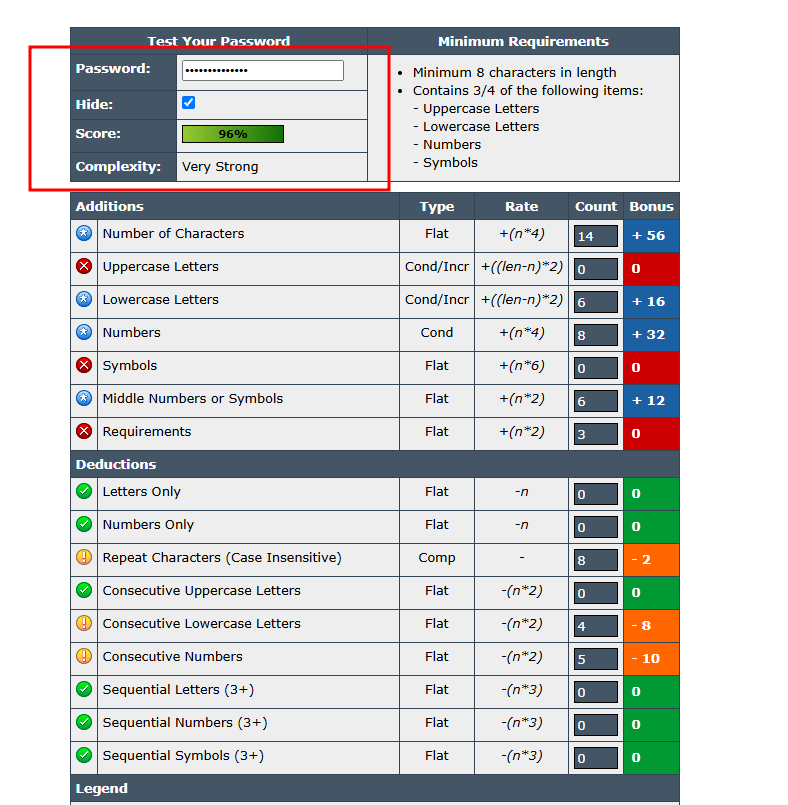 Test Your Password
Minimum Requirements
Password:
••••••••••••••
Hide:
Score:
96%
Complexity:
Very Strong
• Minimum 8 characters in length
• Contains 3/4 of the following items:
- Uppercase Letters
- Lowercase Letters
- Numbers
- Symbols
Additions Type Rate Count Bonus
Number of Characters Flat +(n*4) 14 + 56
Uppercase Letters Cond/Incr +((len-n)*2) 0 0
Lowercase Letters Cond/Incr +((len-n)*2) 6 + 16
Numbers Cond +(n*4) 8 + 32
Symbols Flat +(n*6) 0 0
Middle Numbers or Symbols Flat +(n*2) 6 + 12
Requirements Flat +(n*2) 3 0
Deductions
Letters Only Flat -n 0 0
Numbers Only Flat -n 0 0
Repeat Characters (Case Insensitive) Comp - 8 - 2
Consecutive Uppercase Letters Flat -(n*2) 0 0
Consecutive Lowercase Letters Flat -(n*2) 4 - 8
Consecutive Numbers Flat -(n*2) 5 - 10
Sequential Letters (3+) Flat -(n*3) 0 0
Sequential Numbers (3+) Flat -(n*3) 0 0
Sequential Symbols (3+) Flat -(n*3) 0 0
Legend